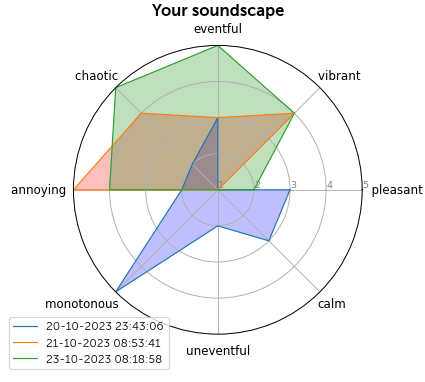 Your soundscape
eventful
chaotic
vibrant
annoying
1
2
3
4
5
pleasant
monotonous
calm
uneventful
20-10-2023 23:43:06
21-10-2023 08:53:41
23-10-2023 08:18:58